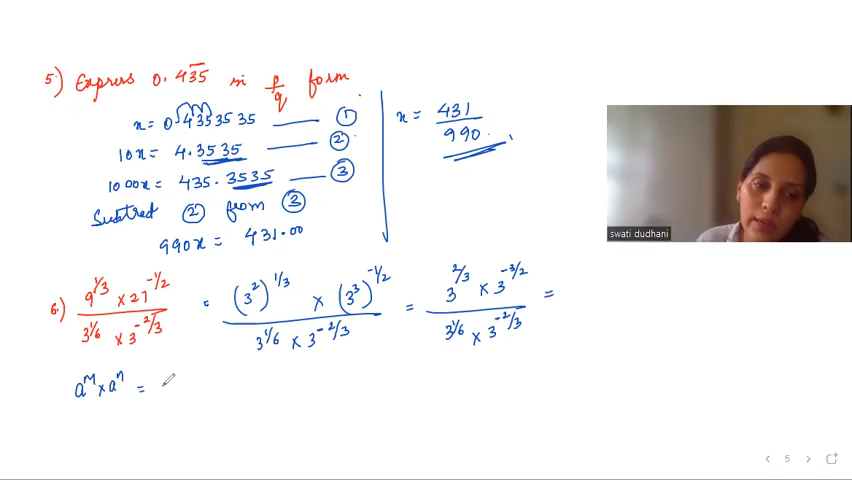 5.) Express 0.43̅5̅ in p/q form
x = 0.4353535 —— ①
10x = 4.3535 —— ②
1000x = 435.3535 —— ③
Subtract ② from ③
990x = 431.00
x = 431/990.
swati dudhani
6.) (9^1/3 × 27^-1/2)/(3^1/6 × 3^-2/3) = ((3^2)^1/3 × (3^3)^-1/2)/(3^1/6 × 3^-2/3) = (3^2/3 × 3^-3/2)/(3^1/6 × 3^-2/3) =
a^m × a^n =
5